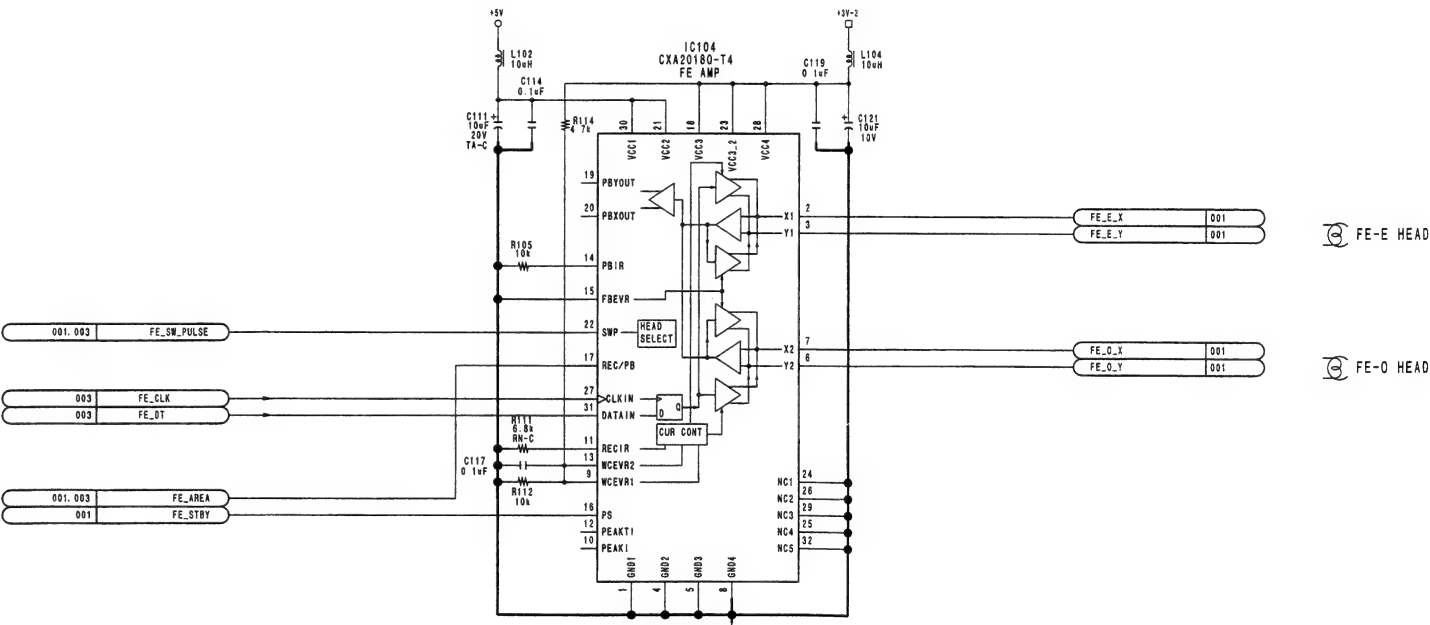 +5V
+3V-2
L102
10uH
C114
0.1uF
C111
+
10uF
20V
TA-C
R114
4 7k
IC104
CXA2018Q-T4
FE AMP
C119
0 1uF
L104
10uH
+
C121
10uF
10V
30
21
18
23
28
VCC1
VCC2
VCC3
VCC3_2
VCC4
19
PBYOUT
20
PBXOUT
R105
10k
14
PBIR
15
FBEVR
001. 003
FE_SW_PULSE
22
SWP
HEAD
SELECT
17
REC/PB
003
FE_CLK
27
CLKIN
003
FE_DT
31
DATAIN
Q
D
R111
6.8k
RN-C
11
RECIR
CUR CONT
C117
0 1uF
13
WCEVR2
9
WCEVR1
R112
10k
001. 003
FE_AREA
001
FE_STBY
16
PS
12
PEAKTI
10
PEAKI
X1
2
Y1
3
FE_E_X
001
FE_E_Y
001
FE-E HEAD
X2
7
Y2
6
FE_O_X
001
FE_O_Y
001
FE-O HEAD
NC1
24
NC2
26
NC3
29
NC4
25
NC5
32
GND1
GND2
GND3
GND4
1
4
5
8